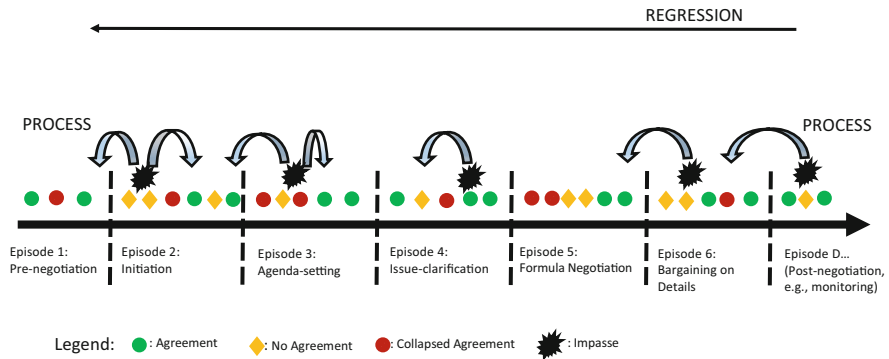 REGRESSION
PROCESS
PROCESS
Episode 1:
Pre-negotiation
Episode 2:
Initiation
Episode 3:
Agenda-setting
Episode 4:
Issue-clarification
Episode 5:
Formula Negotiation
Episode 6:
Bargaining on
Details
Episode D...
(Post-negotiation,
e.g., monitoring)
Legend: : Agreement : No Agreement : Collapsed Agreement : Impasse